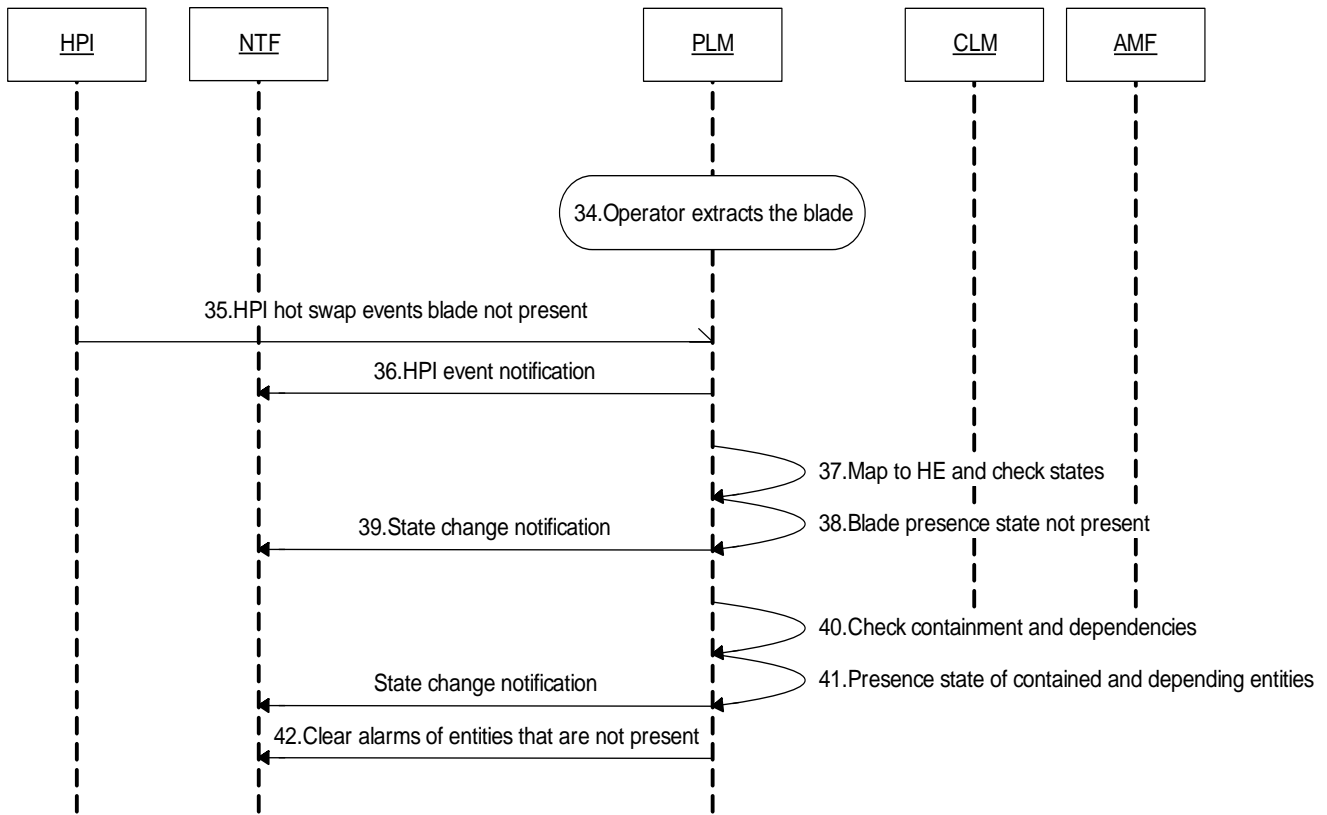 HPI
NTF
PLM
CLM
AMF
34.Operator extracts the blade
35.HPI hot swap events blade not present
36.HPI event notification
37.Map to HE and check states
38.Blade presence state not present
39.State change notification
40.Check containment and dependencies
41.Presence state of contained and depending entities
State change notification
42.Clear alarms of entities that are not present